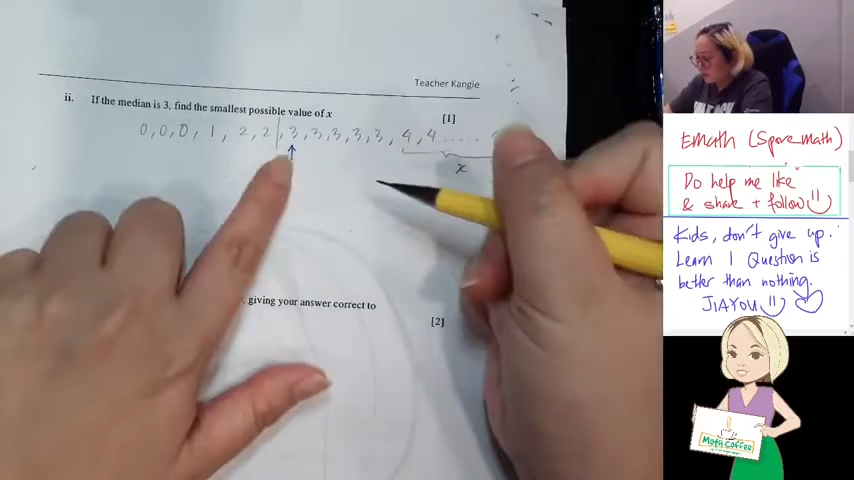 Teacher Kangie
ii. If the median is 3, find the smallest possible value of x
[1]
0,0,0, 1, 2,2,3,3,3,3,3, 4,4.....
x
, giving your answer correct to
[2]
Emath (Spore math)
Do help me like
& share + follow
Kids, don't give up.
Learn 1 Question is
better than nothing.
JIAYOU
Math Coffee